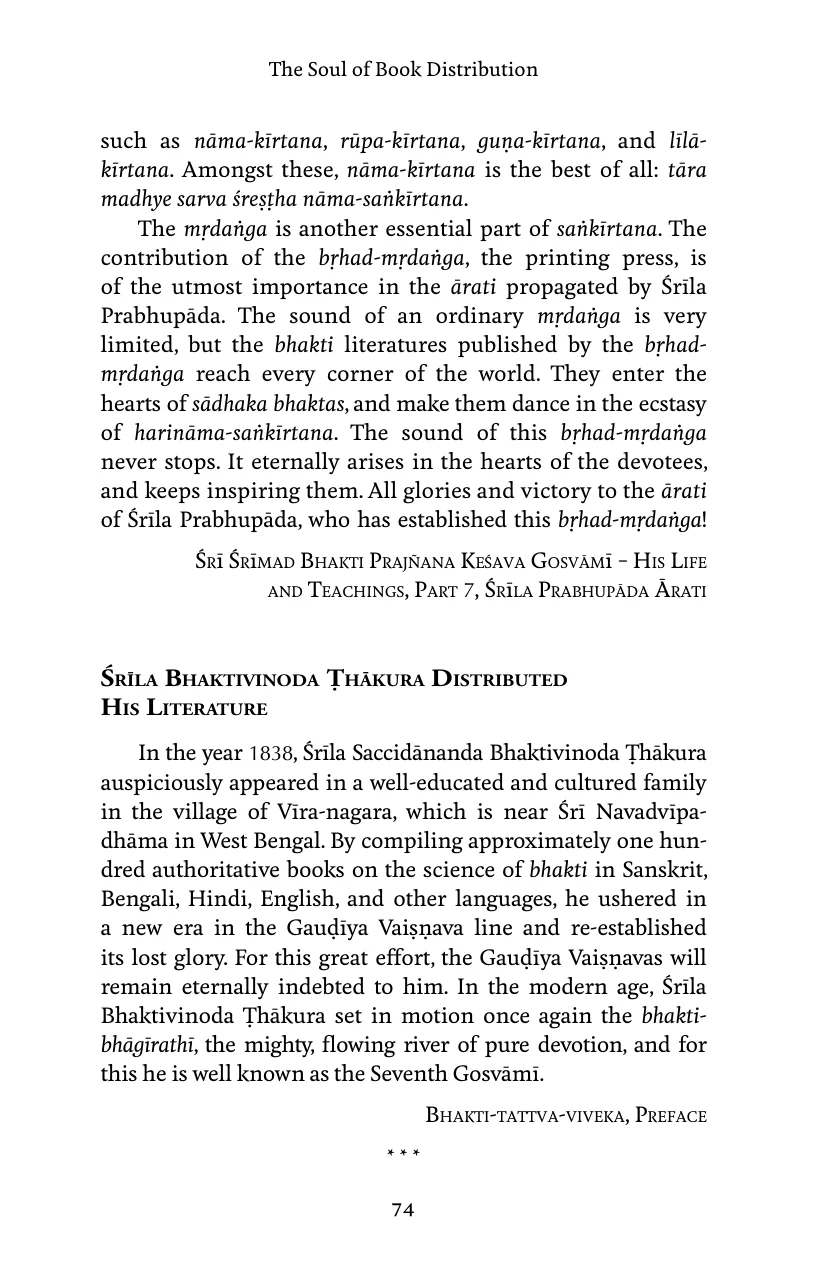 The Soul of Book Distribution
such as nāma-kīrtana, rūpa-kīrtana, guṇa-kīrtana, and līlā-
kīrtana. Amongst these, nāma-kīrtana is the best of all: tāra
madhye sarva śreṣṭha nāma-saṅkīrtana.
The mṛdaṅga is another essential part of saṅkīrtana. The
contribution of the bṛhad-mṛdaṅga, the printing press, is
of the utmost importance in the ārati propagated by Śrīla
Prabhupāda. The sound of an ordinary mṛdaṅga is very
limited, but the bhakti literatures published by the bṛhad-
mṛdaṅga reach every corner of the world. They enter the
hearts of sādhaka bhaktas, and make them dance in the ecstasy
of harināma-saṅkīrtana. The sound of this bṛhad-mṛdaṅga
never stops. It eternally arises in the hearts of the devotees,
and keeps inspiring them. All glories and victory to the ārati
of Śrīla Prabhupāda, who has established this bṛhad-mṛdaṅga!
Śrī Śrīmad Bhakti Prajñana Keśava Gosvāmī – His Life
and Teachings, Part 7, Śrīla Prabhupāda Ārati
Śrīla Bhaktivinoda Ṭhākura Distributed
His Literature
In the year 1838, Śrīla Saccidānanda Bhaktivinoda Ṭhākura
auspiciously appeared in a well-educated and cultured family
in the village of Vīra-nagara, which is near Śrī Navadvīpa-
dhāma in West Bengal. By compiling approximately one hun-
dred authoritative books on the science of bhakti in Sanskrit,
Bengali, Hindi, English, and other languages, he ushered in
a new era in the Gauḍīya Vaiṣṇava line and re-established
its lost glory. For this great effort, the Gauḍīya Vaiṣṇavas will
remain eternally indebted to him. In the modern age, Śrīla
Bhaktivinoda Ṭhākura set in motion once again the bhakti-
bhāgīrathī, the mighty, flowing river of pure devotion, and for
this he is well known as the Seventh Gosvāmī.
Bhakti-tattva-viveka, Preface
* * *
74